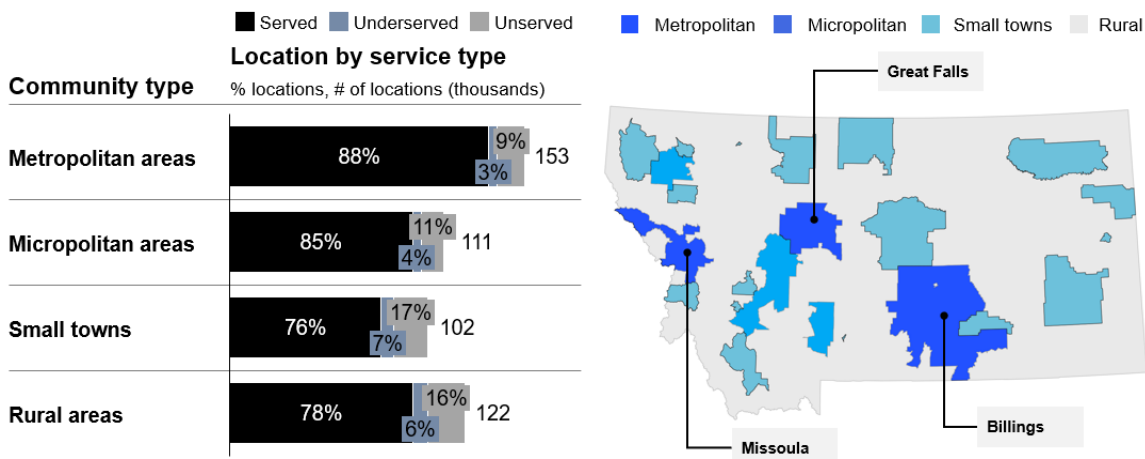 Served Underserved Unserved
Location by service type
Community type
% locations, # of locations (thousands)
Metropolitan areas
88%
3%
9%
153
Micropolitan areas
85%
4%
11%
111
Small towns
76%
7%
17%
102
Rural areas
78%
6%
16%
122
Metropolitan Micropolitan Small towns Rural
Great Falls
Missoula
Billings